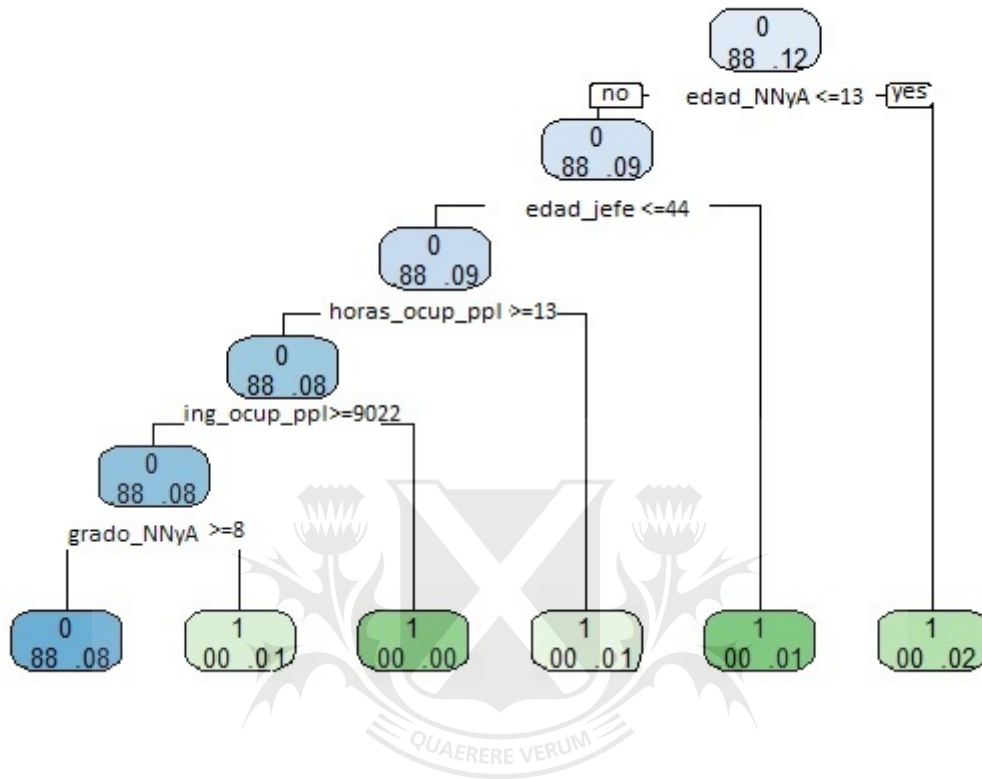 0
.88 .12
no edad_NNyA <=13 yes
0
.88 .09
edad_jefe <=44
0
.88 .09
horas_ocup_ppl >=13
0
.88 .08
ing_ocup_ppl>=9022
0
.88 .08
grado_NNyA >=8
0 1 1 1 1 1
.88 .08 .00 .01 .00 .00 .00 .01 .00 .01 .00 .02
QUAERERE VERUM